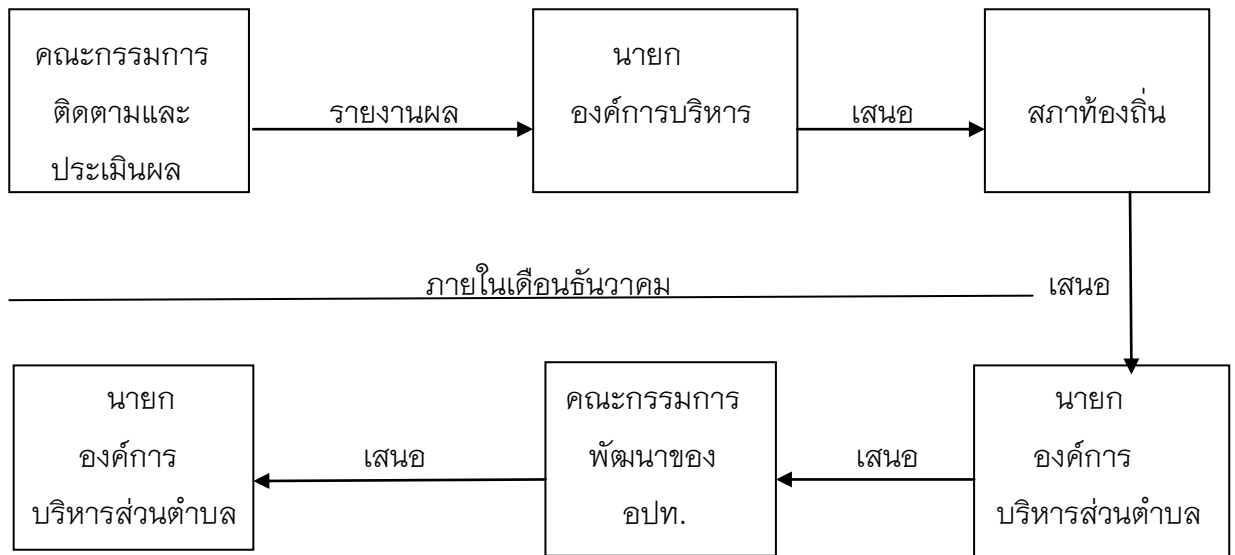 คณะกรรมการ
ติดตามและ
ประเมินผล
รายงานผล
นายก
องค์การบริหาร
เสนอ
สภาท้องถิ่น
ภายในเดือนธันวาคม
เสนอ
นายก
องค์การ
บริหารส่วนตำบล
เสนอ
คณะกรรมการ
พัฒนาของ
อปท.
เสนอ
นายก
องค์การ
บริหารส่วนตำบล